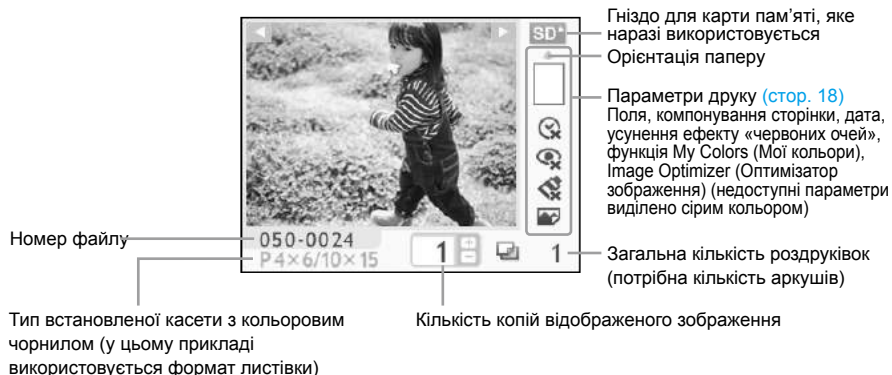 Гніздо для карти пам’яті, яке
наразі використовується
SD*
Орієнтація паперу
Параметри друку (стор. 18)
Поля, компонування сторінки, дата,
усунення ефекту «червоних очей»,
функція My Colors (Мої кольори),
Image Optimizer (Оптимізатор
зображення) (недоступні параметри
виділено сірим кольором)
Номер файлу
050-0024
P 4×6/10×15
1
1
Загальна кількість роздруківок
(потрібна кількість аркушів)
Тип встановленої касети з кольоровим
чорнилом (у цьому прикладі
використовується формат листівки)
Кількість копій відображеного зображення